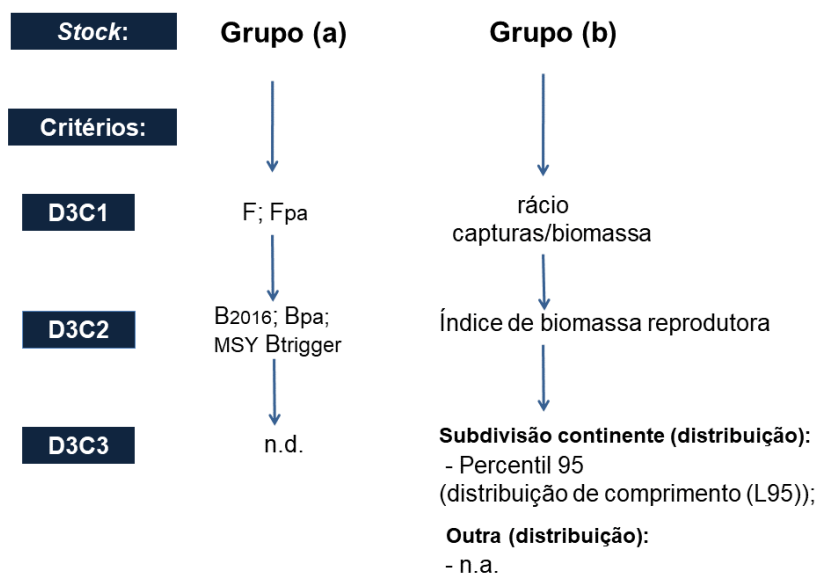 Stock: Grupo (a) Grupo (b)
Critérios:
D3C1 F; Fpa rácio
capturas/biomassa
D3C2 B2016; Bpa; Índice de biomassa reprodutora
MSY Btrigger
D3C3 n.d. Subdivisão continente (distribuição):
- Percentil 95
(distribuição de comprimento (L95));
Outra (distribuição):
- n.a.